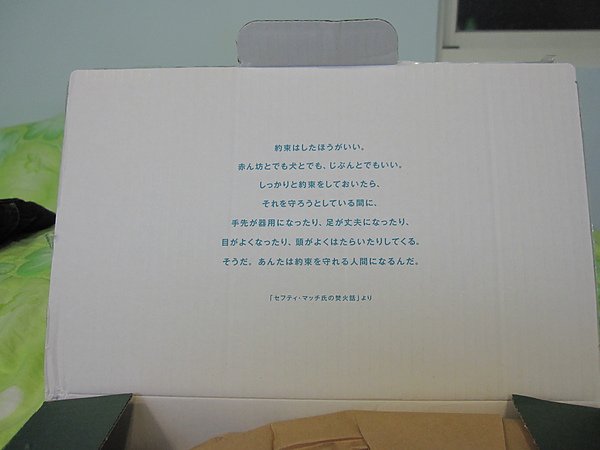 約束はしたほうがいい。
赤ん坊とでも犬とでも、じぶんとでもいい。
しっかりと約束をしておいたら、
それを守ろうとしている間に、
手先が器用になったり、足が丈夫になったり、
目がよくなったり、頭がよくはたらいたりしてくる。
そうだ。あんたは約束を守れる人間になるんだ。
「セフティ・マッチ氏の焚火話」より